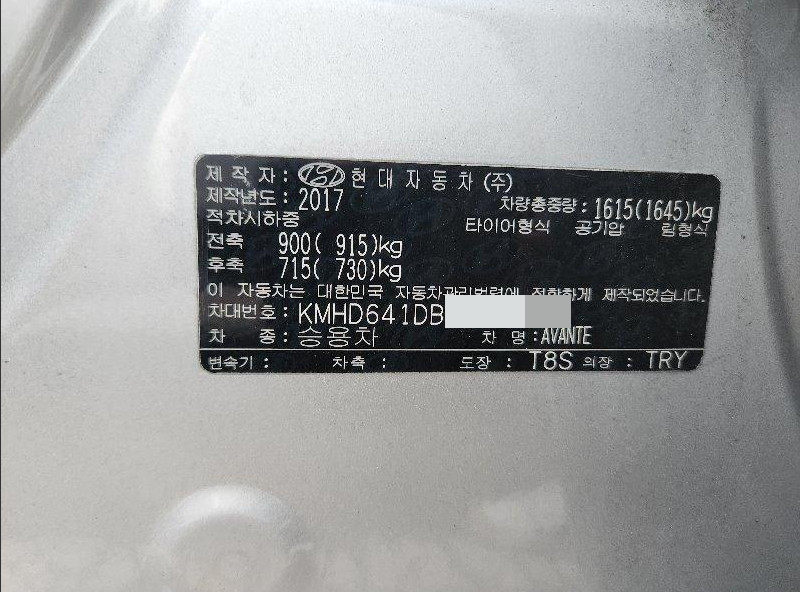 제 작 자 : 현대자동차(주)
제작년도 : 2017 차량총중량 : 1615(1645)kg
적차시하중 타이어형식 공기압 림형식
전축 900( 915)kg
후축 715( 730)kg
이 자동차는 대한민국 자동차관리법령에 적합하게 제작되었습니다.
차대번호 : KMHD641DB
차 종 : 승용차 차 명 : AVANTE
변속기 : 차축 : 도장 : T8S 의장 : TRY